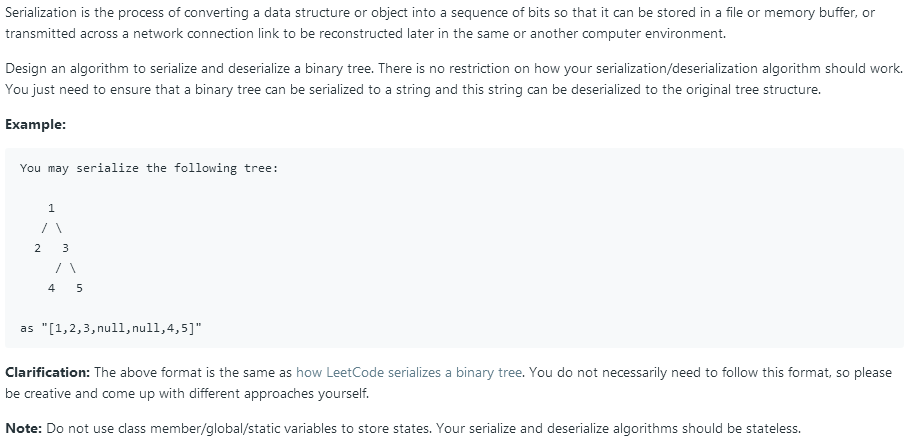 Serialization is the process of converting a data structure or object into a sequence of bits so that it can be stored in a file or memory buffer, or
transmitted across a network connection link to be reconstructed later in the same or another computer environment.
Design an algorithm to serialize and deserialize a binary tree. There is no restriction on how your serialization/deserialization algorithm should work.
You just need to ensure that a binary tree can be serialized to a string and this string can be deserialized to the original tree structure.
Example:
You may serialize the following tree:
1
/ \
2 3
/ \
4 5
as "[1,2,3,null,null,4,5]"
Clarification: The above format is the same as how LeetCode serializes a binary tree. You do not necessarily need to follow this format, so please
be creative and come up with different approaches yourself.
Note: Do not use class member/global/static variables to store states. Your serialize and deserialize algorithms should be stateless.